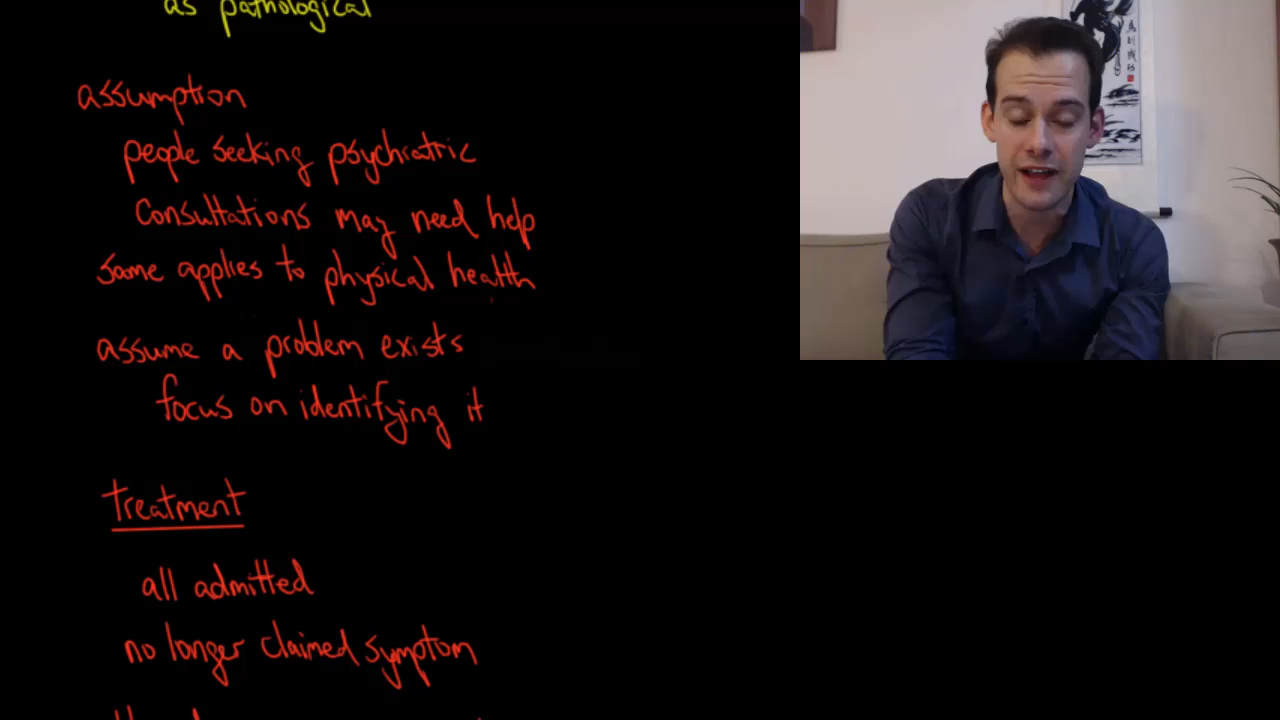 as pathological
assumption
people seeking psychiatric
consultations may need help
same applies to physical health
assume a problem exists
focus on identifying it
treatment
all admitted
no longer claimed symptom